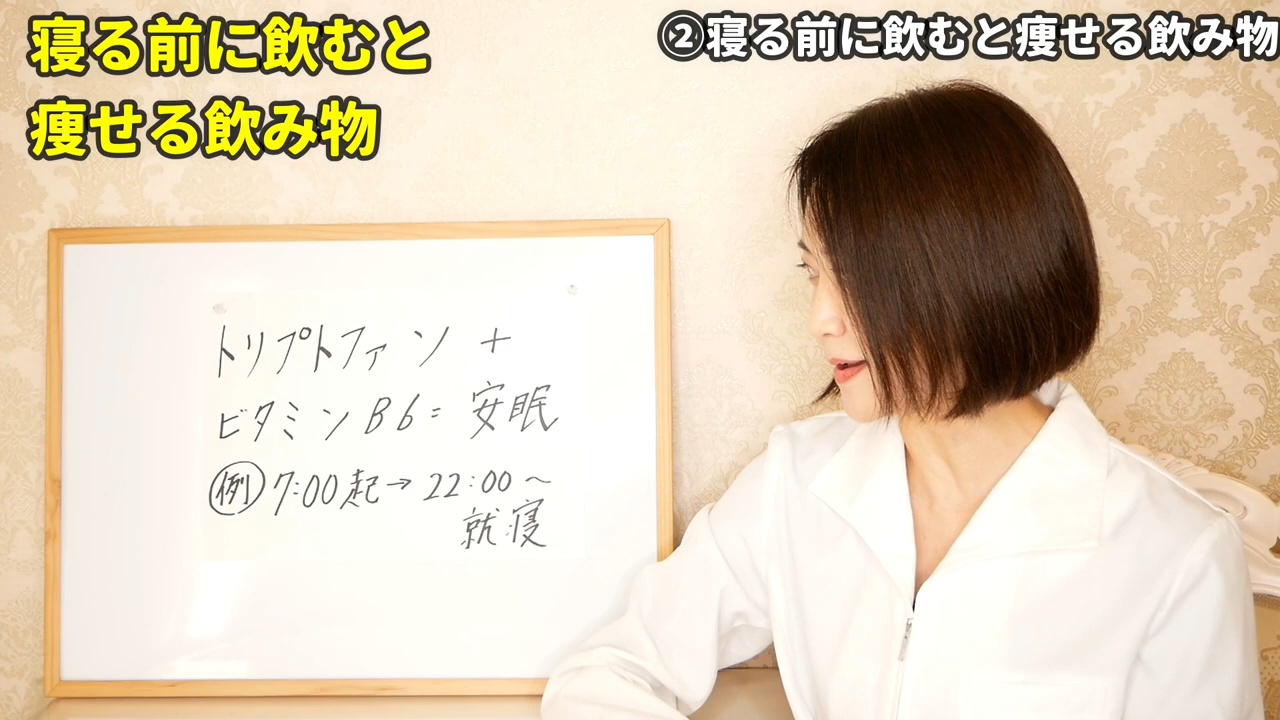 寝る前に飲むと
痩せる飲み物
②寝る前に飲むと痩せる飲み物
トリプトファン +
ビタミンB6= 安眠
例 7:00起→22:00〜
就寝